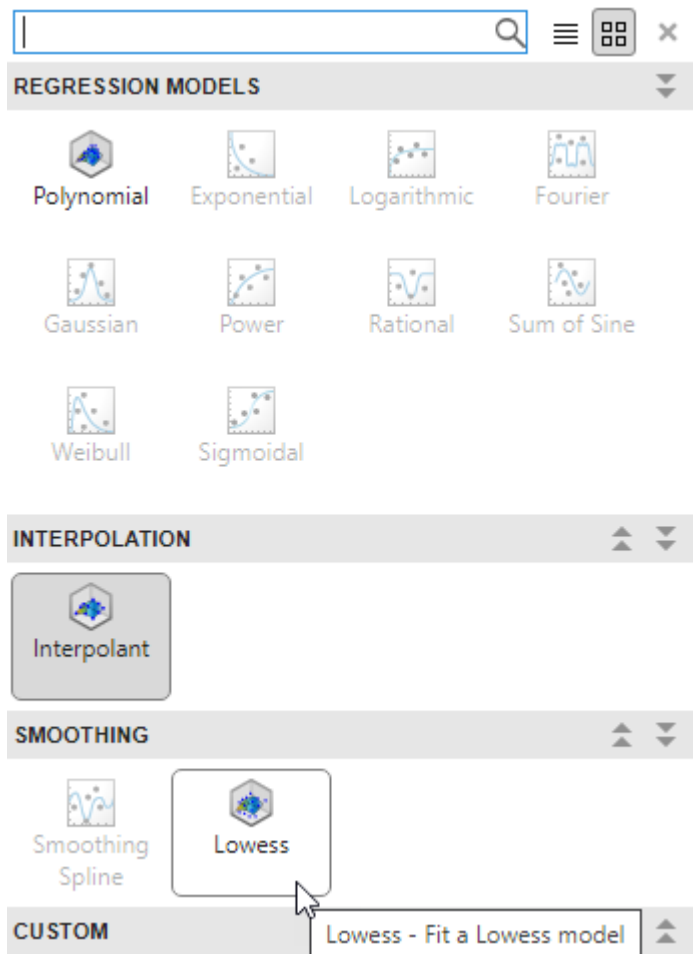 REGRESSION MODELS
Polynomial Exponential Logarithmic Fourier
Gaussian Power Rational Sum of Sine
Weibull Sigmoidal
INTERPOLATION
Interpolant
SMOOTHING
Smoothing Spline Lowess
CUSTOM
Lowess - Fit a Lowess model